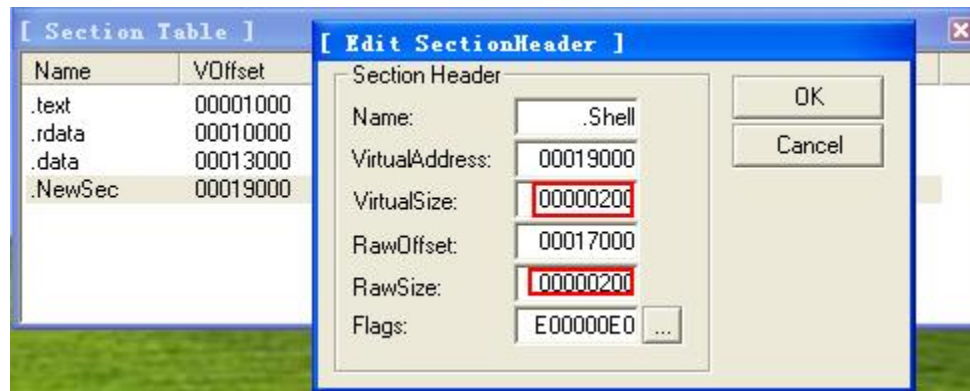 [ Section Table ]
Name VOffset
.text 00001000
.rdata 00010000
.data 00013000
.NewSec 00019000
[ Edit SectionHeader ]
Section Header
Name: .Shell
VirtualAddress: 00019000
VirtualSize: 00000200
RawOffset: 00017000
RawSize: 00000200
Flags: E00000E0 ...
OK
Cancel